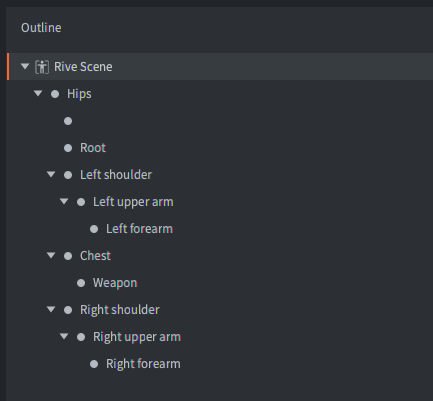 Outline
Rive Scene
Hips
Root
Left shoulder
Left upper arm
Left forearm
Chest
Weapon
Right shoulder
Right upper arm
Right forearm